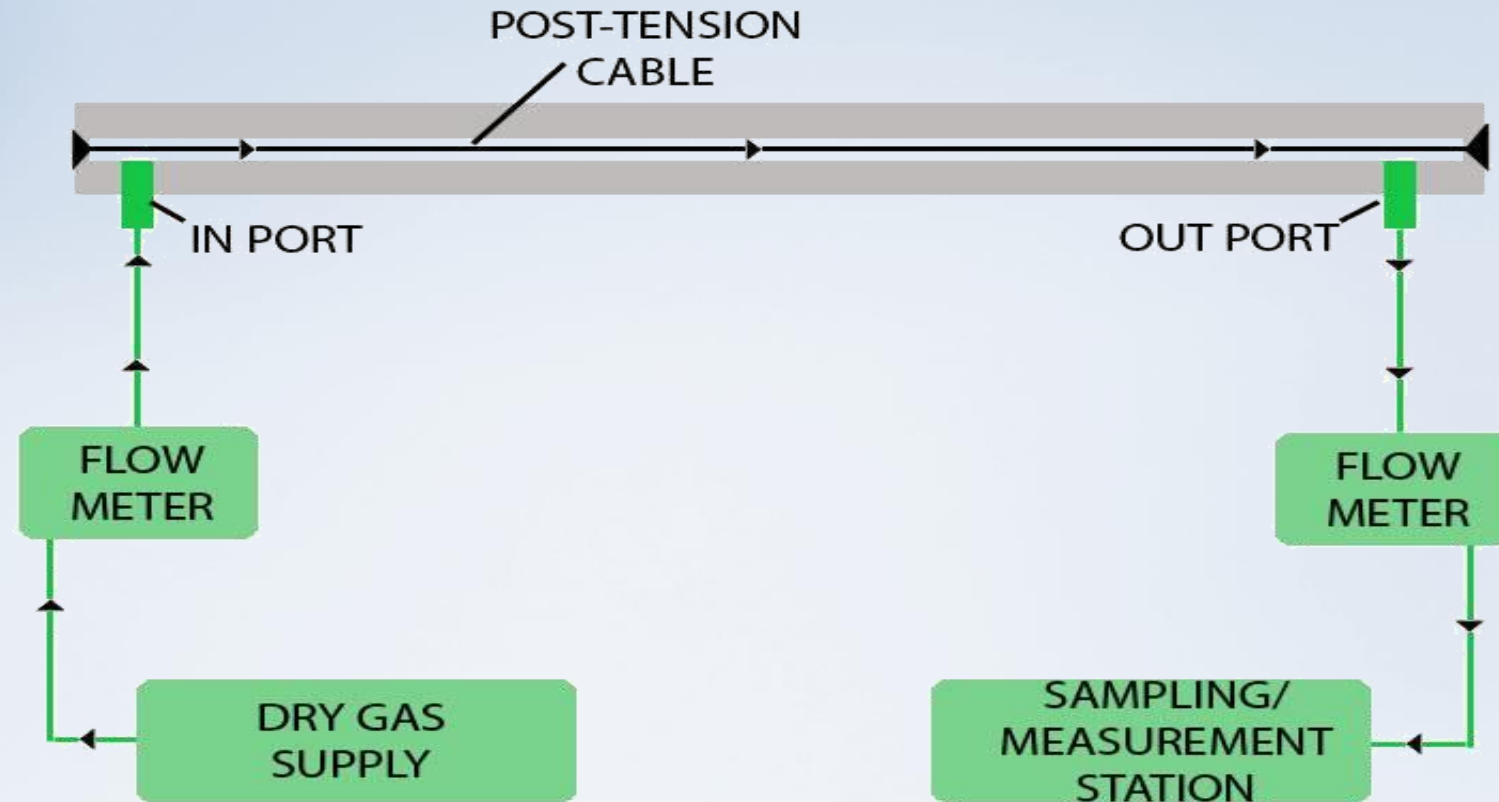 POST-TENSION
CABLE
IN PORT
OUT PORT
FLOW
METER
FLOW
METER
DRY GAS
SUPPLY
SAMPLING/
MEASUREMENT
STATION